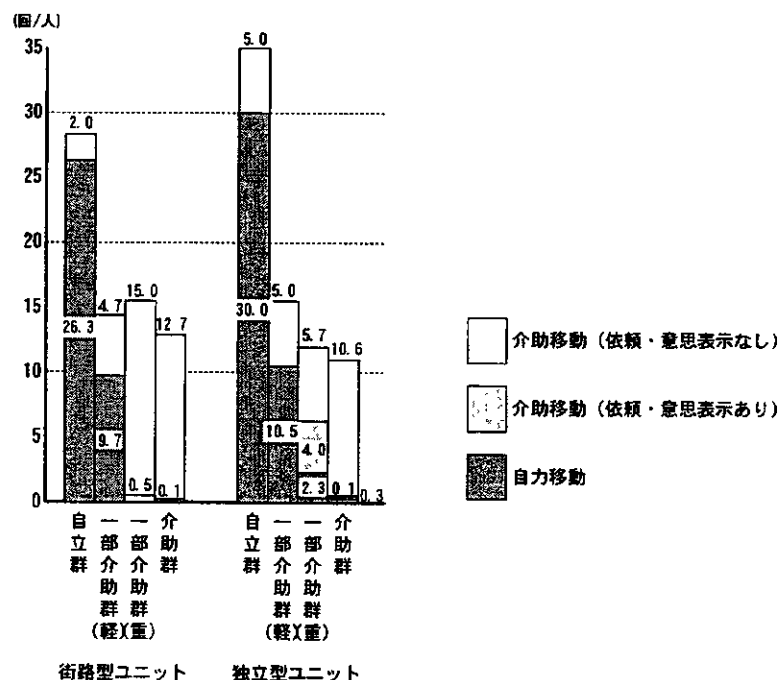 (回/人)
35
30
25
20
15
10
5
0
2.0
26.3
4.7
9.7
15.0
0.5
12.7
0.1
5.0
30.0
5.0
10.5
5.7
4.0
2.3
10.6
0.1
0.3
自立群
一部介助群(軽)
一部介助群(重)
介助群
自立群
一部介助群(軽)
一部介助群(重)
介助群
街路型ユニット
独立型ユニット
介助移動(依頼・意思表示なし)
介助移動(依頼・意思表示あり)
自力移動